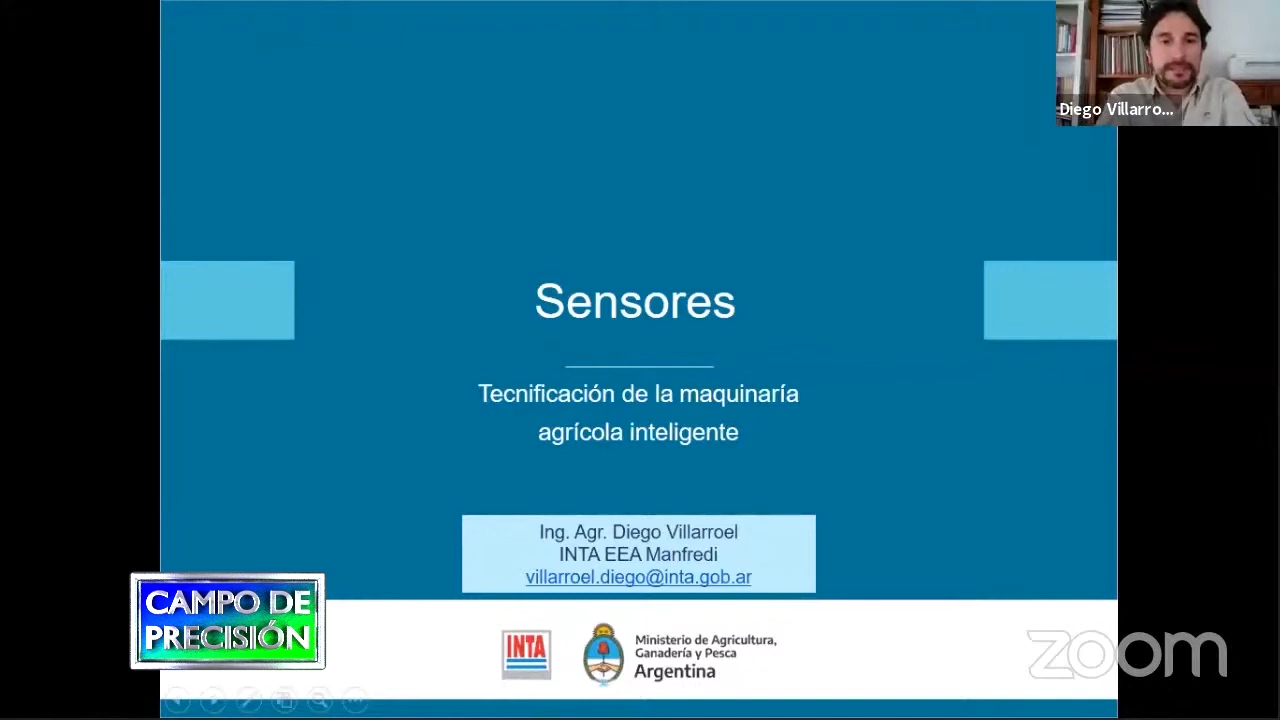 Diego Villarro...
Sensores
Tecnificación de la maquinaría
agrícola inteligente
Ing. Agr. Diego Villarroel
INTA EEA Manfredi
villarroel.diego@inta.gob.ar
CAMPO DE
PRECISIÓN
INTA
Ministerio de Agricultura,
Ganadería y Pesca
Argentina
zoom